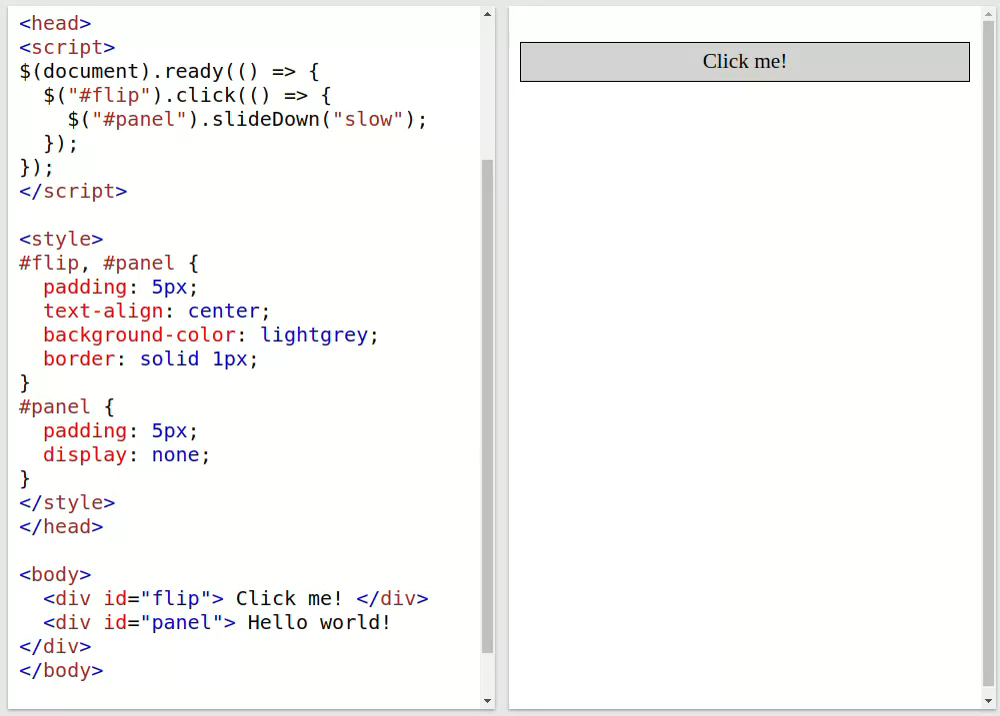 <head>
<script>
$(document).ready(() => {
  $("#flip").click(() => {
    $("#panel").slideDown("slow");
  });
});
</script>

<style>
#flip, #panel {
  padding: 5px;
  text-align: center;
  background-color: lightgrey;
  border: solid 1px;
}
#panel {
  padding: 5px;
  display: none;
}
</style>
</head>

<body>
  <div id="flip"> Click me! </div>
  <div id="panel"> Hello world!
</div>
</body>
Click me!